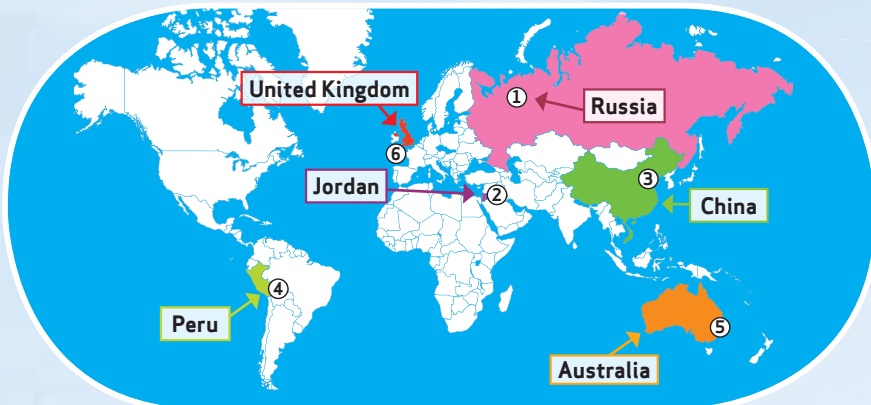 United Kingdom
①
Russia
⑥
Jordan
②
③
China
④
Peru
⑤
Australia